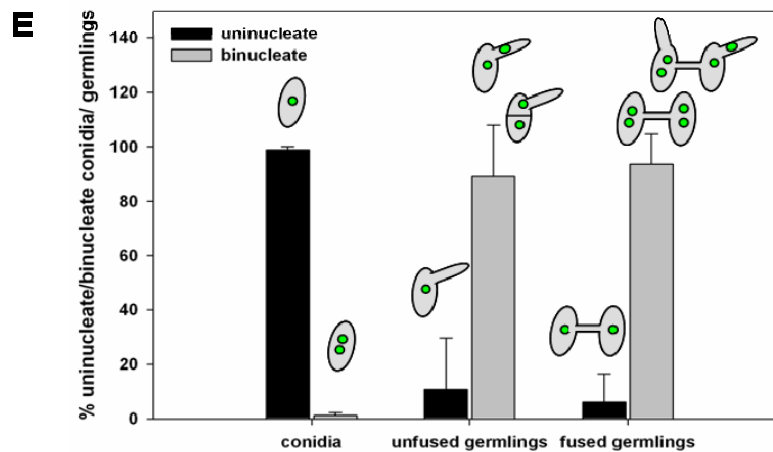 E
% uninucleate/binucleate conidia/ germlings
140
120
100
80
60
40
20
0
uninucleate
binucleate
conidia
unfused germlings
fused germlings